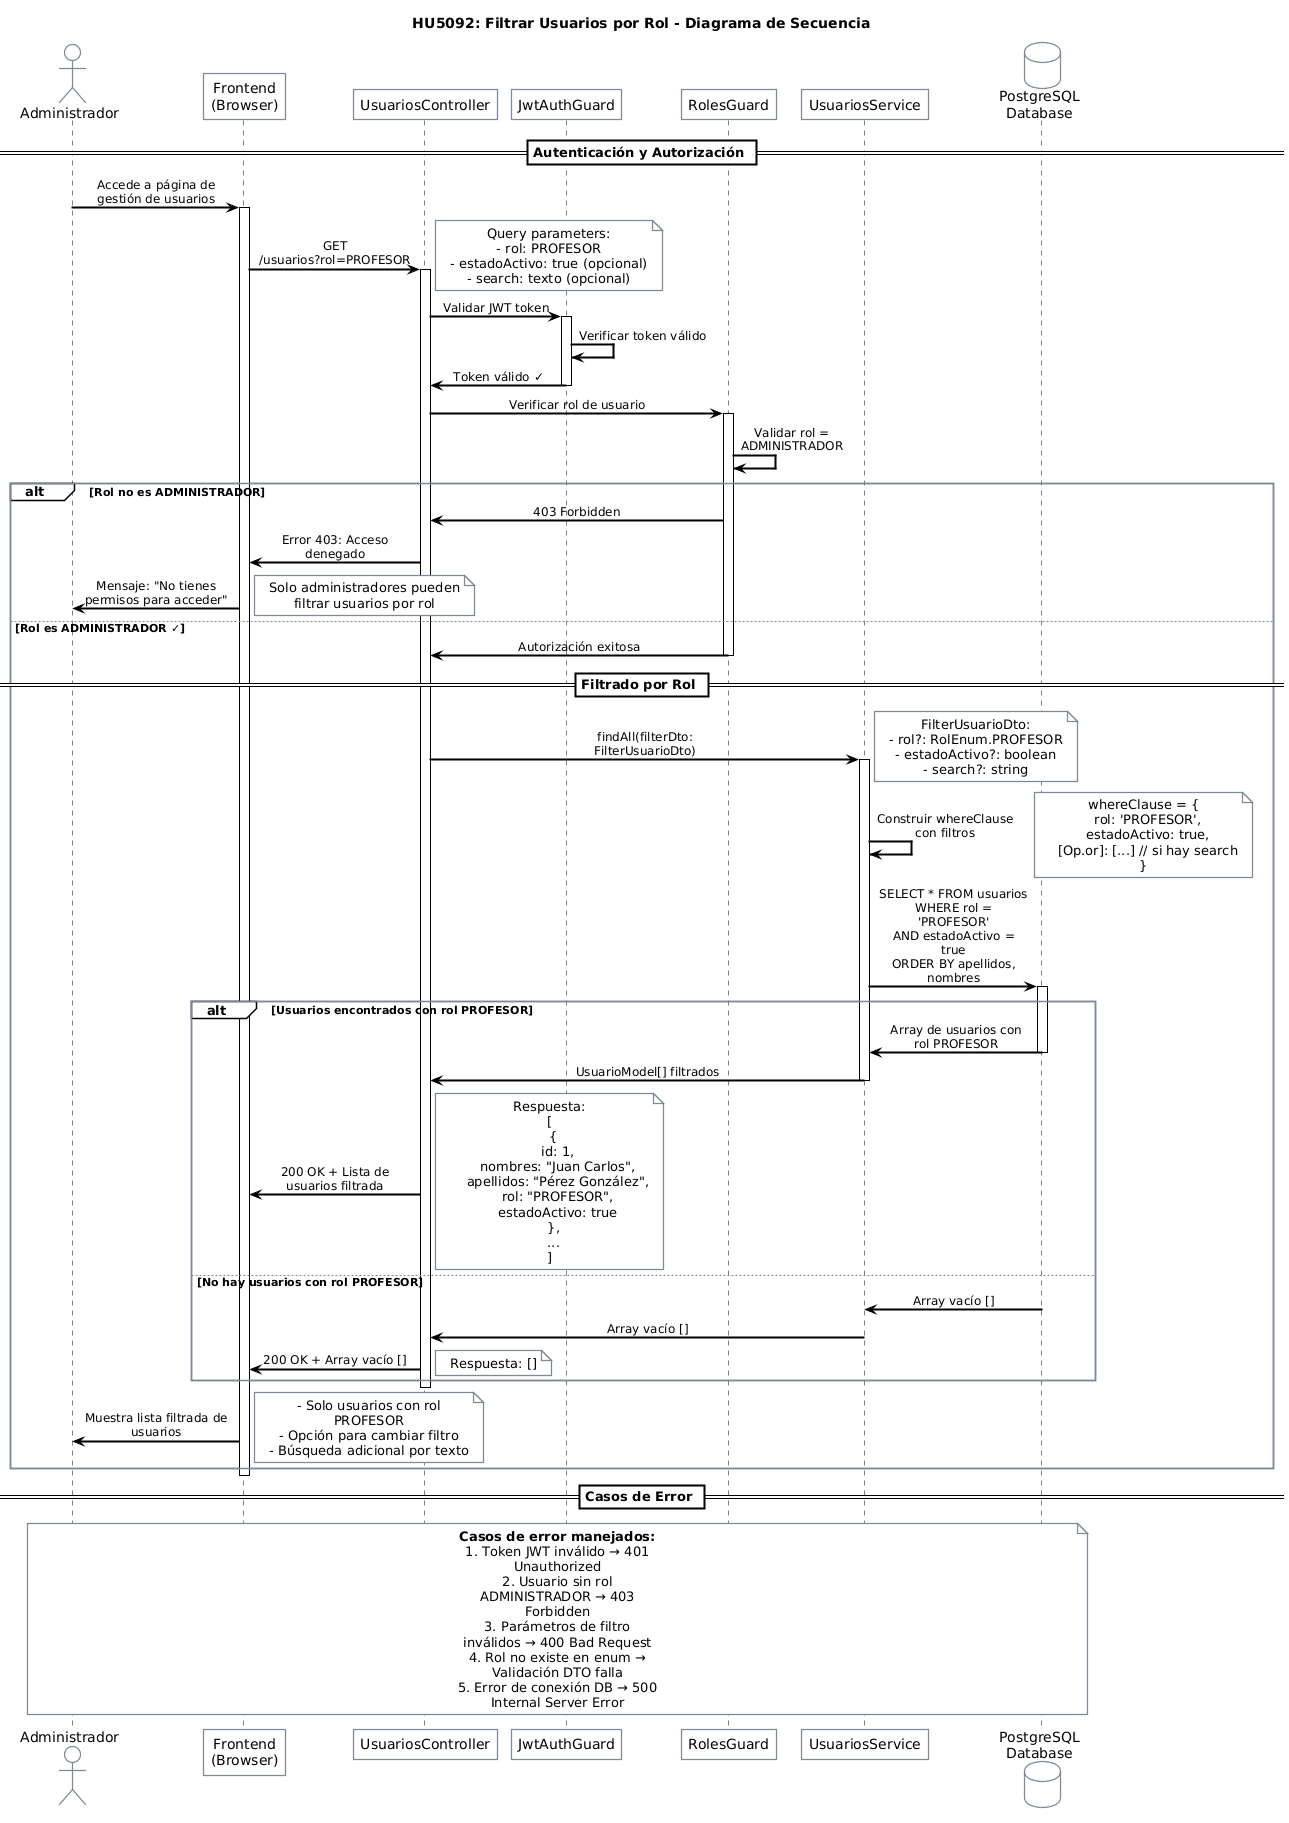 HU5092: Filtrar Usuarios por Rol - Diagrama de Secuencia
Administrador
Frontend
(Browser)
UsuariosController
JwtAuthGuard
RolesGuard
UsuariosService
PostgreSQL
Database
Autenticación y Autorización
Accede a página de
gestión de usuarios
GET
/usuarios?rol=PROFESOR
Query parameters:
- rol: PROFESOR
- estadoActivo: true (opcional)
- search: texto (opcional)
Validar JWT token
Verificar token válido
Token válido ✓
Verificar rol de usuario
Validar rol =
ADMINISTRADOR
alt
[Rol no es ADMINISTRADOR]
403 Forbidden
Error 403: Acceso
denegado
Mensaje: "No tienes
permisos para acceder"
Solo administradores pueden
filtrar usuarios por rol
[Rol es ADMINISTRADOR ✓]
Autorización exitosa
Filtrado por Rol
findAll(filterDto:
FilterUsuarioDto)
FilterUsuarioDto:
- rol?: RolEnum.PROFESOR
- estadoActivo?: boolean
- search?: string
Construir whereClause
con filtros
whereClause = {
rol: 'PROFESOR',
estadoActivo: true,
[Op.or]: [...] // si hay search
}
SELECT * FROM usuarios
WHERE rol =
'PROFESOR'
AND estadoActivo =
true
ORDER BY apellidos,
nombres
alt
[Usuarios encontrados con rol PROFESOR]
Array de usuarios con
rol PROFESOR
UsuarioModel[] filtrados
200 OK + Lista de
usuarios filtrada
Respuesta:
[
{
id: 1,
nombres: "Juan Carlos",
apellidos: "Pérez González",
rol: "PROFESOR",
estadoActivo: true
},
...
]
[No hay usuarios con rol PROFESOR]
Array vacío []
Array vacío []
200 OK + Array vacío []
Respuesta: []
Muestra lista filtrada de
usuarios
- Solo usuarios con rol
PROFESOR
- Opción para cambiar filtro
- Búsqueda adicional por texto
Casos de Error
Casos de error manejados:
1. Token JWT inválido → 401
Unauthorized
2. Usuario sin rol
ADMINISTRADOR → 403
Forbidden
3. Parámetros de filtro
inválidos → 400 Bad Request
4. Rol no existe en enum →
Validación DTO falla
5. Error de conexión DB → 500
Internal Server Error
Administrador
Frontend
(Browser)
UsuariosController
JwtAuthGuard
RolesGuard
UsuariosService
PostgreSQL
Database